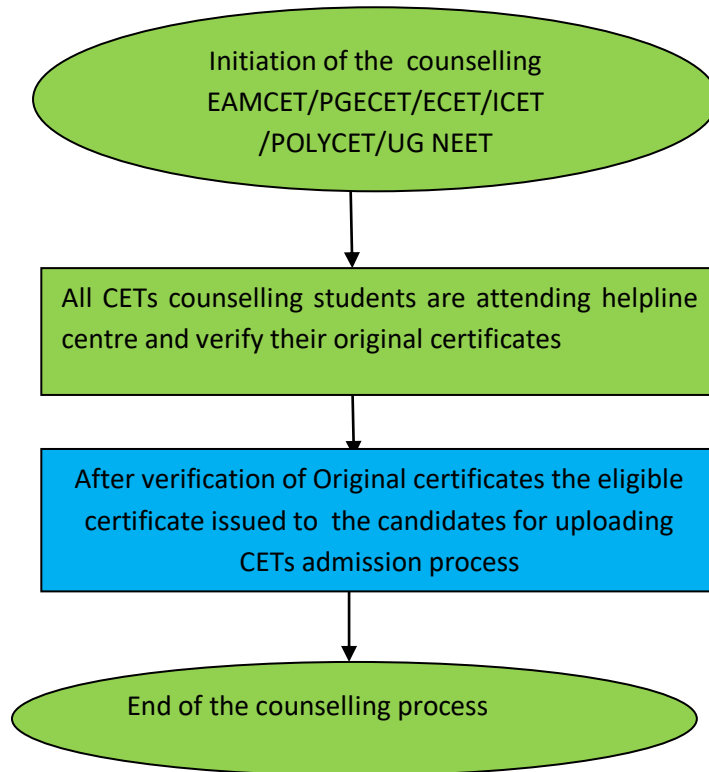 Initiation of the counselling
EAMCET/PGECET/ECET/ICET
/POLYCET/UG NEET
All CETs counselling students are attending helpline
centre and verify their original certificates
After verification of Original certificates the eligible
certificate issued to the candidates for uploading
CETs admission process
End of the counselling process